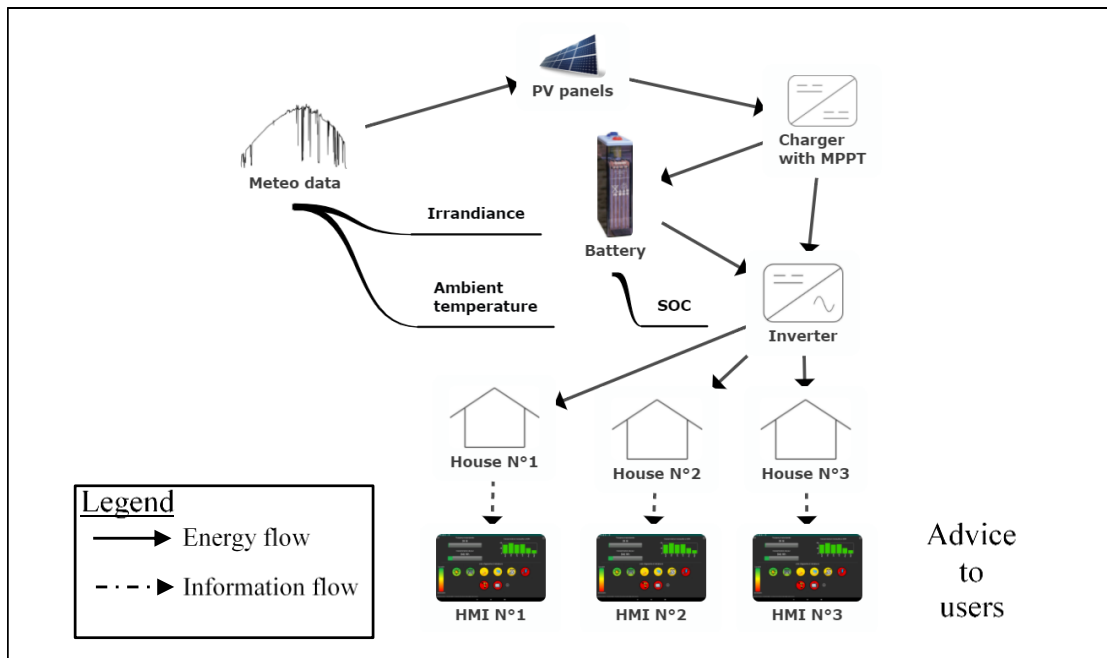 PV panels
Charger
with MPPT
Meteo data
Irrandiance
Battery
Ambient
temperature
SOC
Inverter
House N°1
House N°2
House N°3
Legend
Energy flow
Information flow
HMI N°1
HMI N°2
HMI N°3
Advice
to
users